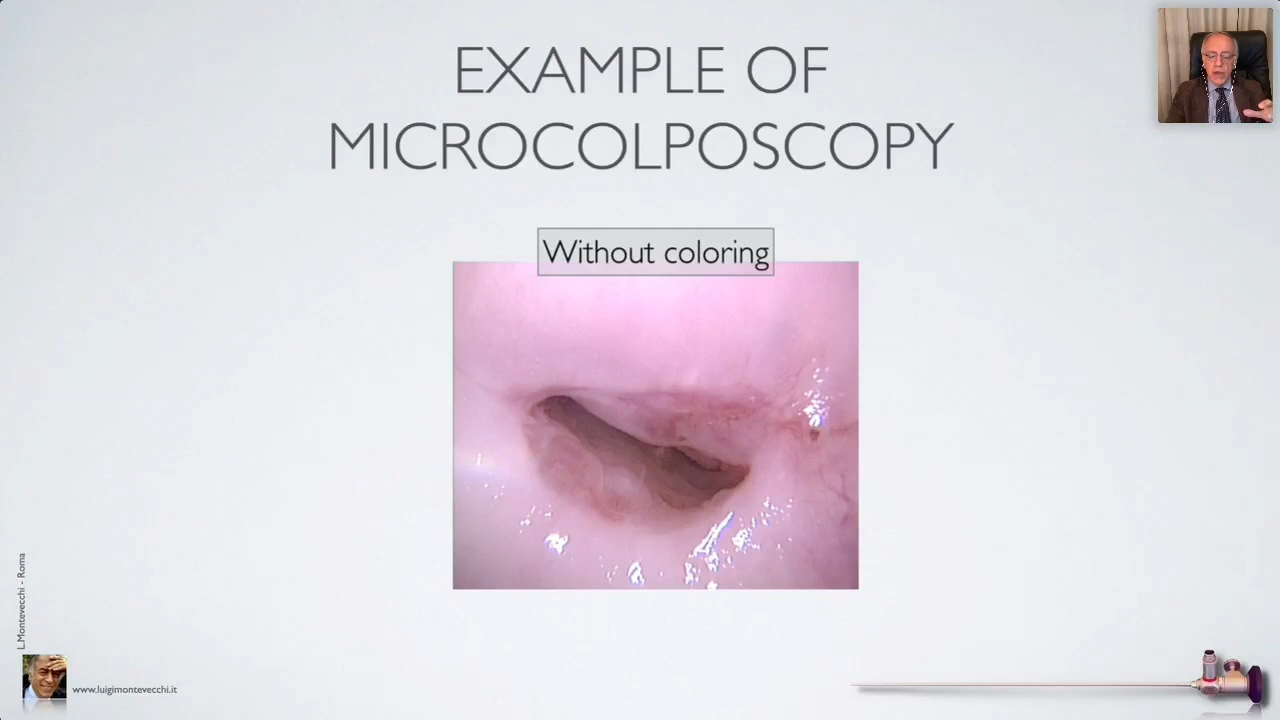 EXAMPLE OF
MICROCOLPOSCOPY
Without coloring
L.Montevecchi - Roma
www.luigimontevecchi.it